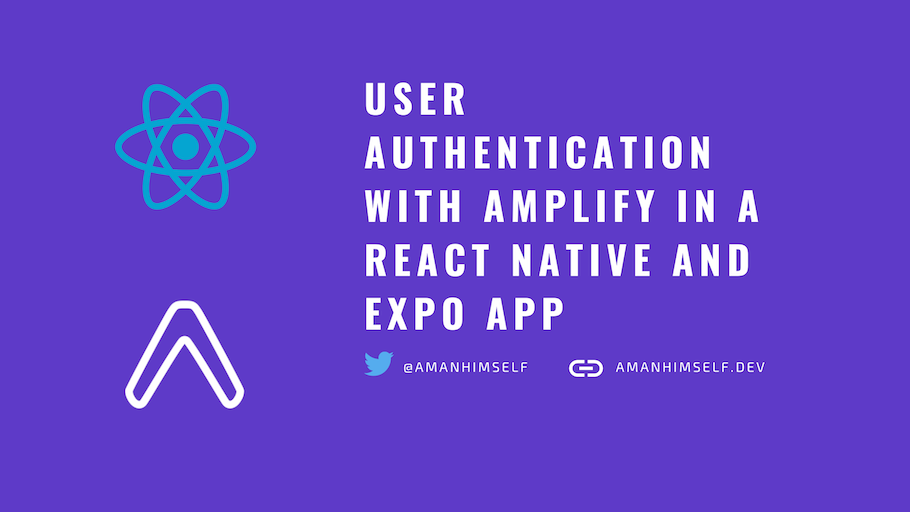 USER
AUTHENTICATION
WITH AMPLIFY IN A
REACT NATIVE AND
EXPO APP
@AMANHIMSELF AMANHIMSELF.DEV